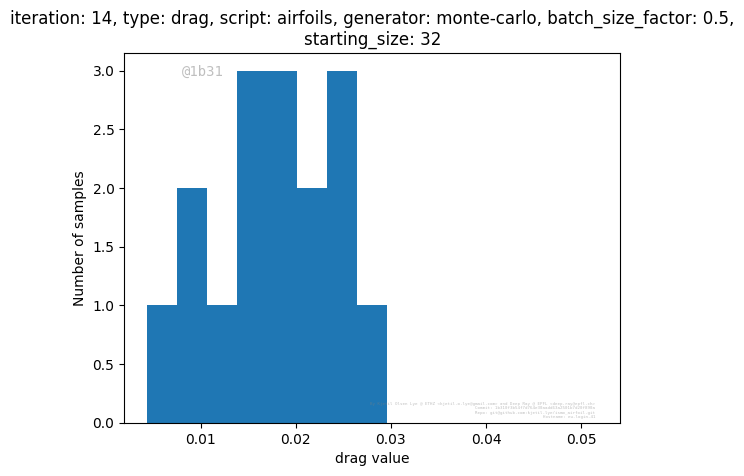 iteration: 14, type: drag, script: airfoils, generator: monte-carlo, batch_size_factor: 0.5,
starting_size: 32
@1b31
3.0
2.5
2.0
1.5
1.0
0.5
0.0
Number of samples
0.01 0.02 0.03 0.04 0.05
drag value